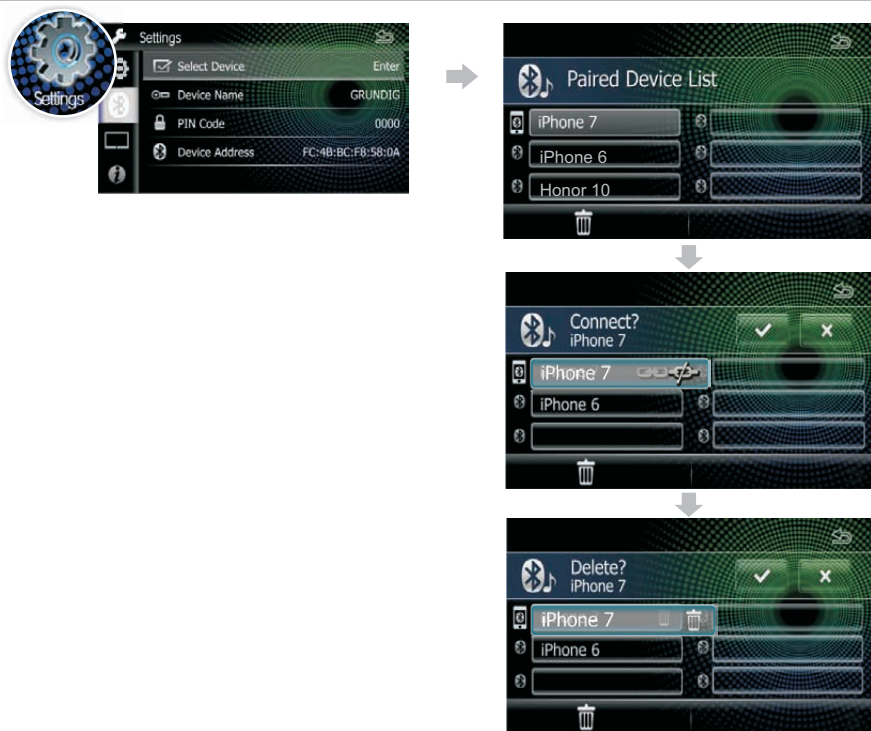 Settings
Settings
Select Device Enter
Device Name GRUNDIG
PIN Code 0000
Device Address FC:4B:BC:F8:58:0A
Paired Device List
iPhone 7
iPhone 6
Honor 10
Connect?
iPhone 7
iPhone 7
iPhone 6
Delete?
iPhone 7
iPhone 7
iPhone 6